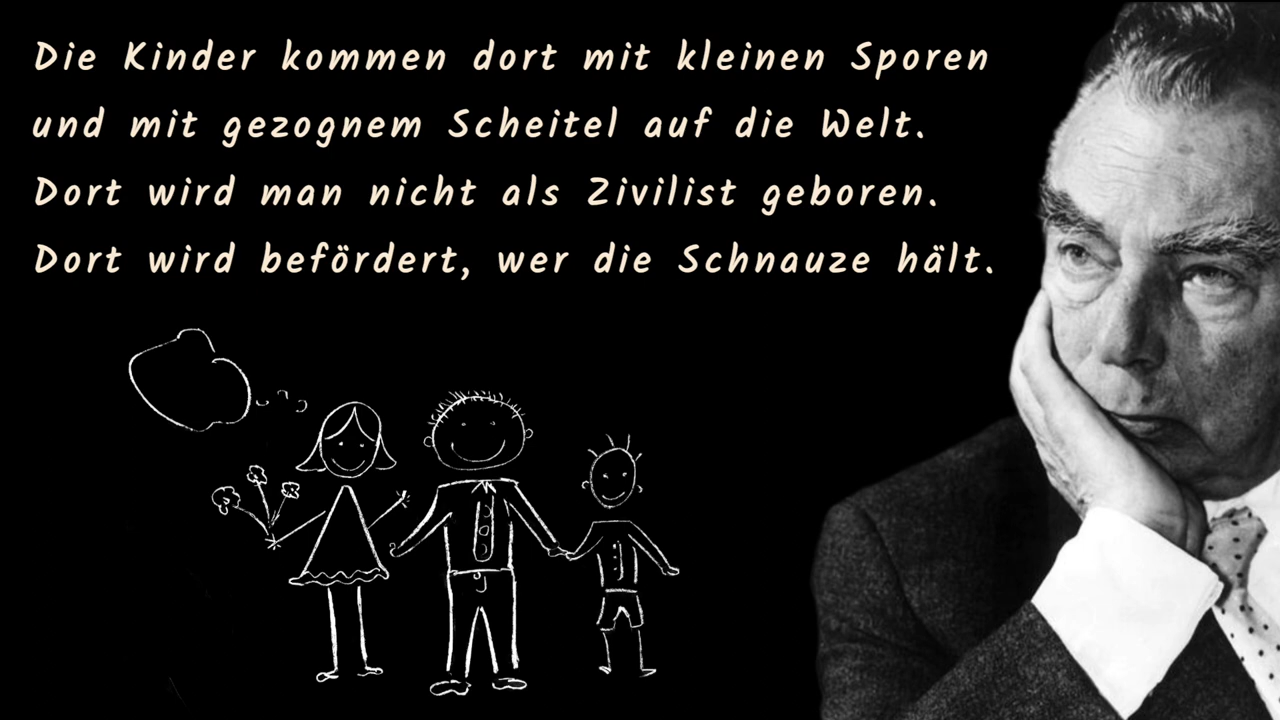 Die Kinder kommen dort mit kleinen Sporen
und mit gezognem Scheitel auf die Welt.
Dort wird man nicht als Zivilist geboren.
Dort wird befördert, wer die Schnauze hält.